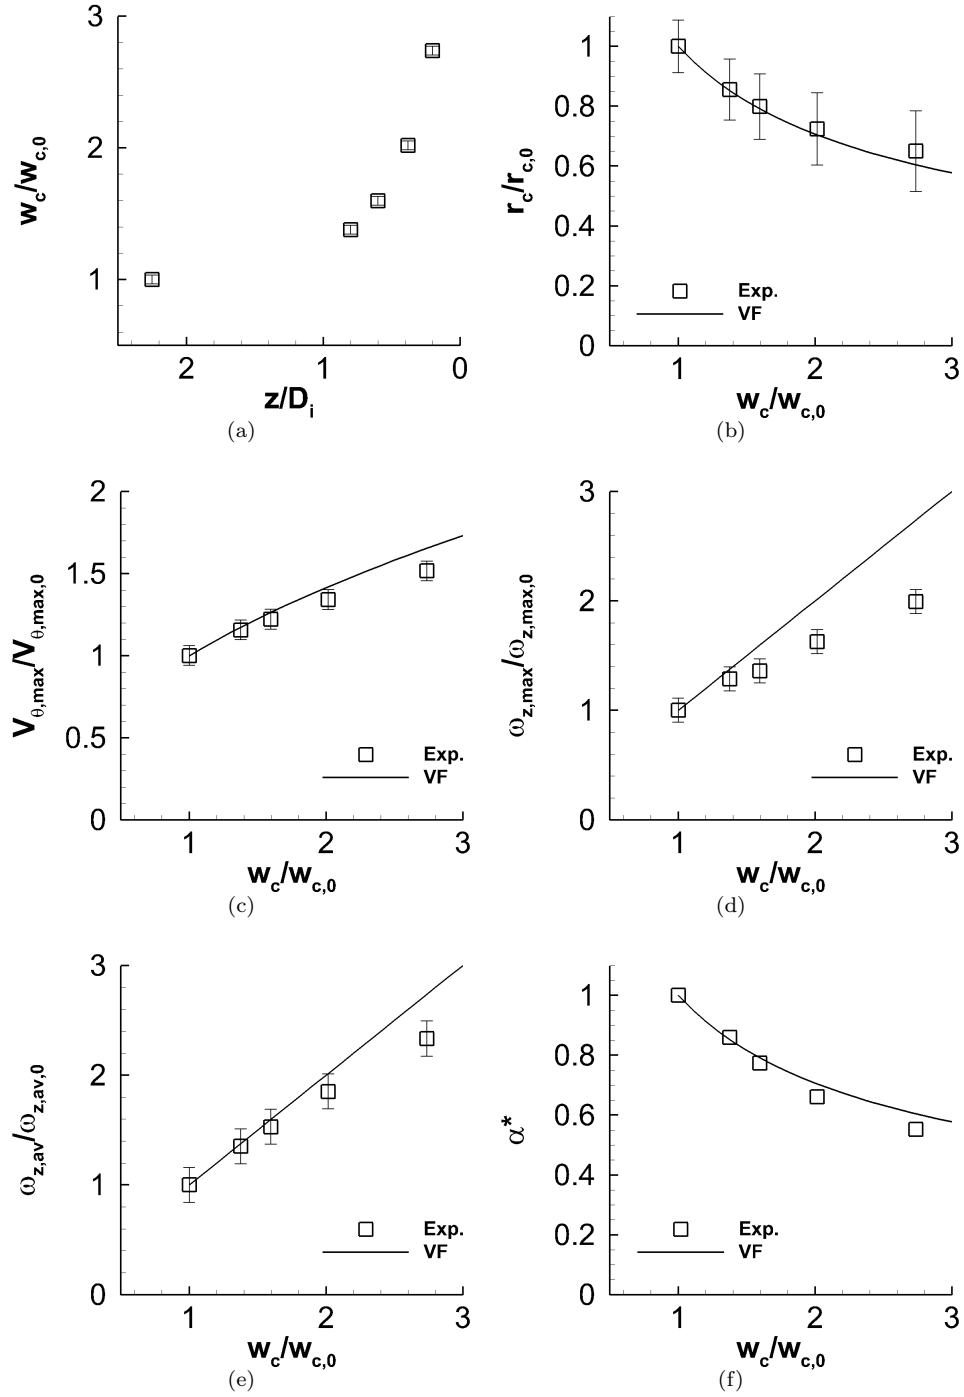 3
2
1
w_c/w_c,0
2 1 0
z/D_i
(a)
1
0.8
0.6
0.4
0.2
0
r_c/r_c,0
Exp.
VF
1 2 3
w_c/w_c,0
(b)
2
1.5
1
0.5
0
V_θ,max/V_θ,max,0
Exp.
VF
1 2 3
w_c/w_c,0
(c)
3
2
1
0
ω_z,max/ω_z,max,0
Exp.
VF
1 2 3
w_c/w_c,0
(d)
3
2
1
0
ω_z,av/ω_z,av,0
Exp.
VF
1 2 3
w_c/w_c,0
(e)
1
0.8
0.6
0.4
0.2
0
α*
Exp.
VF
1 2 3
w_c/w_c,0
(f)